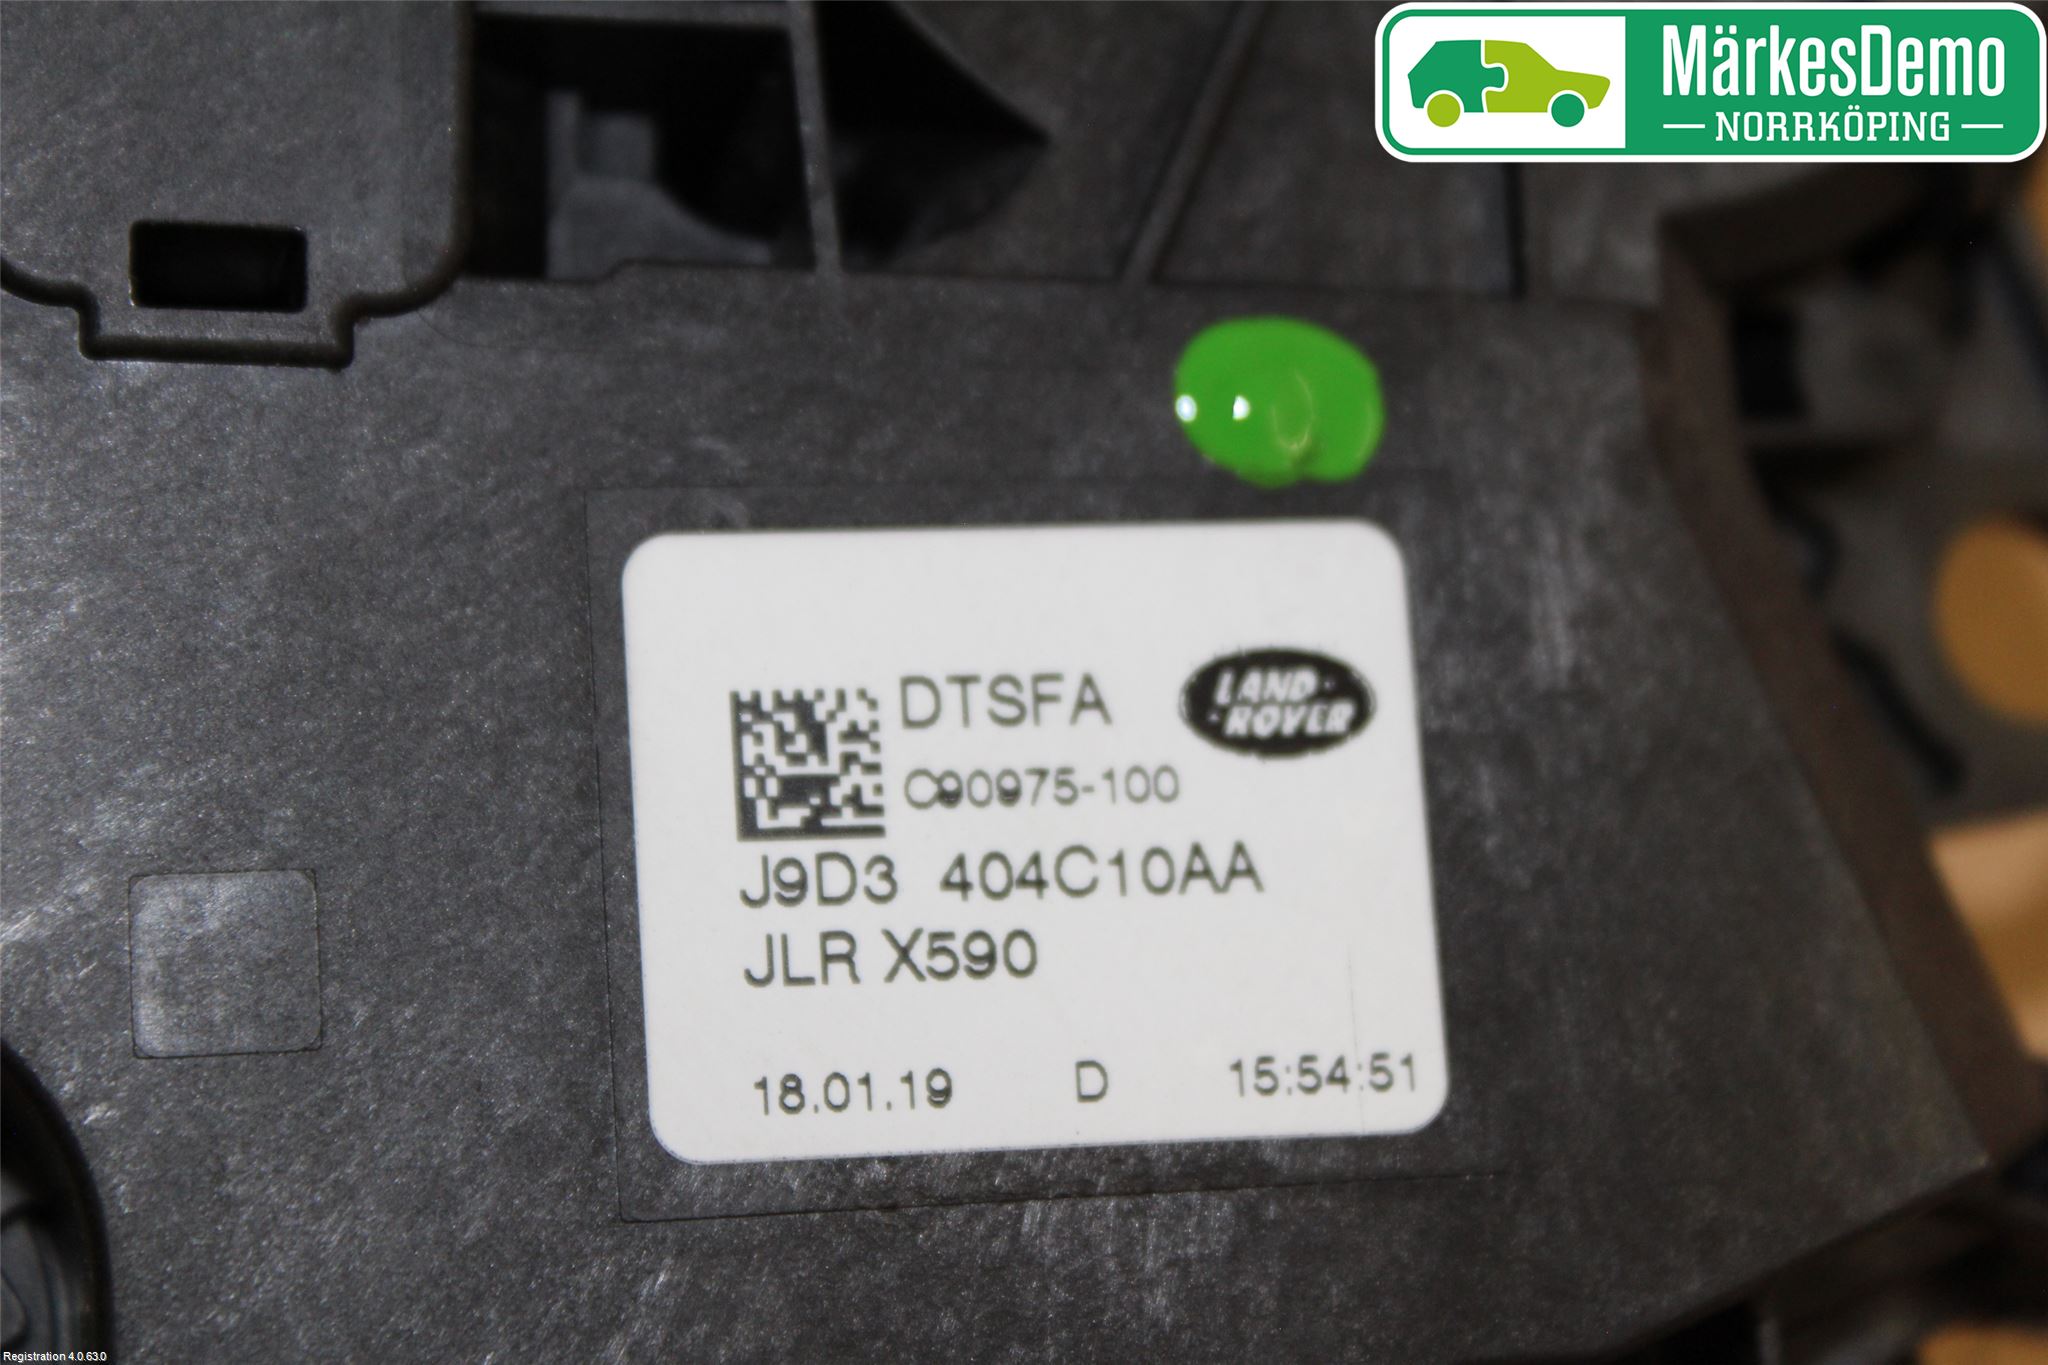 MärkesDemo
NORRKÖPING
DTSFA
LAND
ROVER
C90975-100
J9D3 404C10AA
JLR X590
18.01.19 D 15:54:51
Registration 4.0.63.0